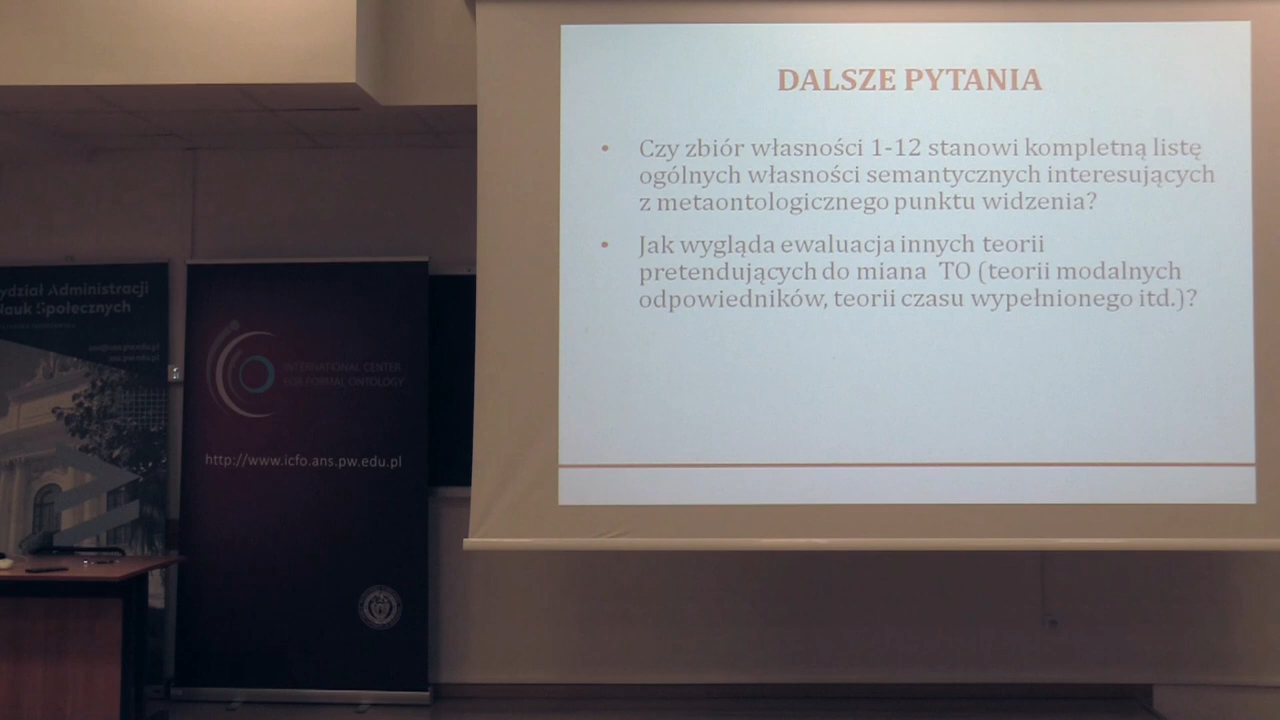 DALSZE PYTANIA
• Czy zbiór własności 1-12 stanowi kompletną listę
ogólnych własności semantycznych interesujących
z metaontologicznego punktu widzenia?
• Jak wygląda ewaluacja innych teorii
pretendujących do miana TO (teorii modalnych
odpowiedników, teorii czasu wypełnionego itd.)?
ydział Administracji
Nauk Społecznych
INTERNATIONAL CENTER
FOR FORMAL ONTOLOGY
http://www.icfo.ans.pw.edu.pl